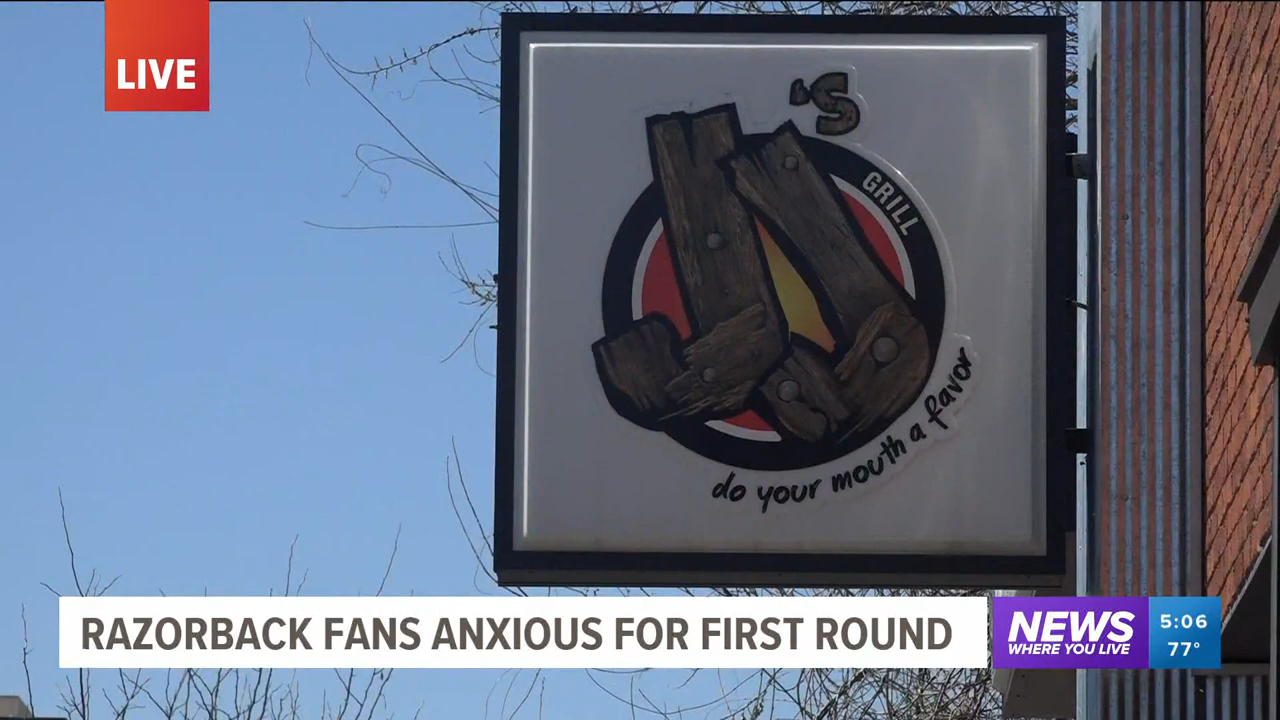 LIVE
JJ'S
GRILL
do your mouth a favor
RAZORBACK FANS ANXIOUS FOR FIRST ROUND
NEWS
WHERE YOU LIVE
5:06
77°